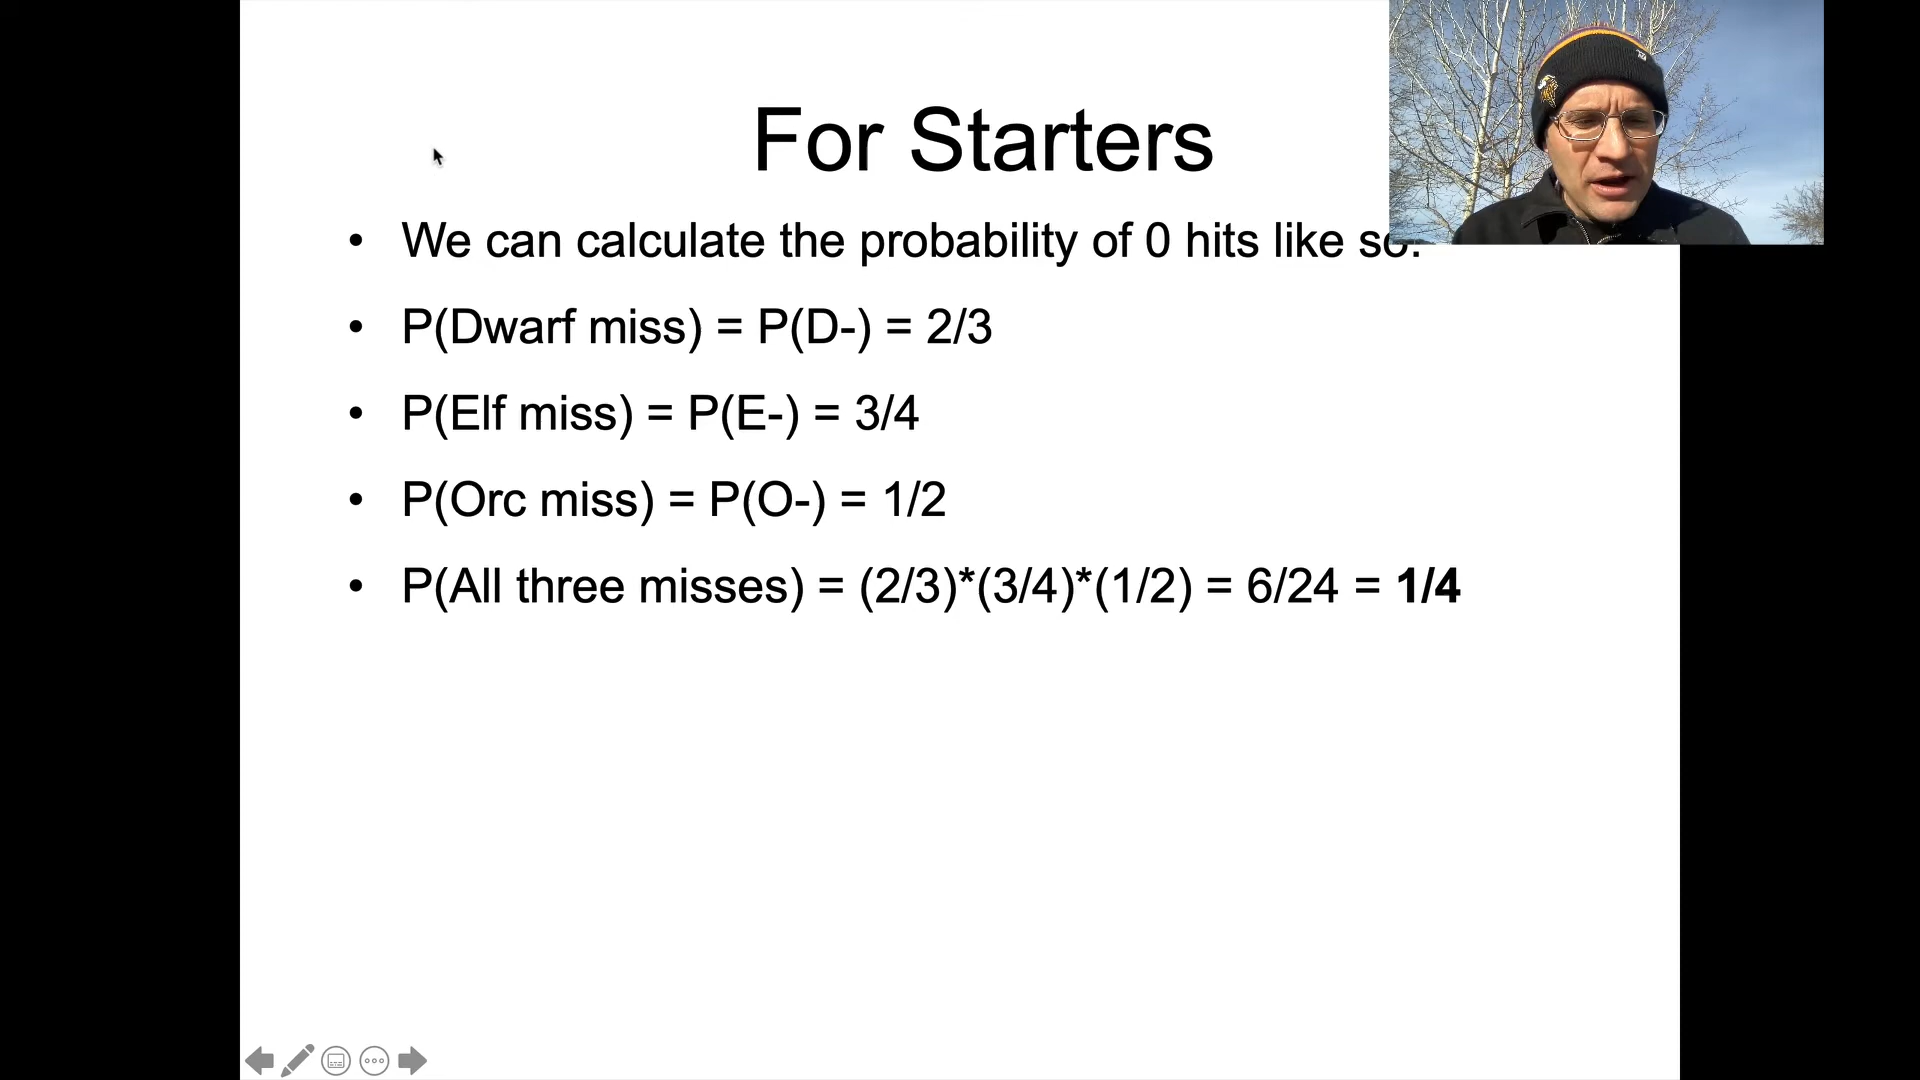 For Starters
• We can calculate the probability of 0 hits like so:
• P(Dwarf miss) = P(D-) = 2/3
• P(Elf miss) = P(E-) = 3/4
• P(Orc miss) = P(O-) = 1/2
• P(All three misses) = (2/3)*(3/4)*(1/2) = 6/24 = 1/4